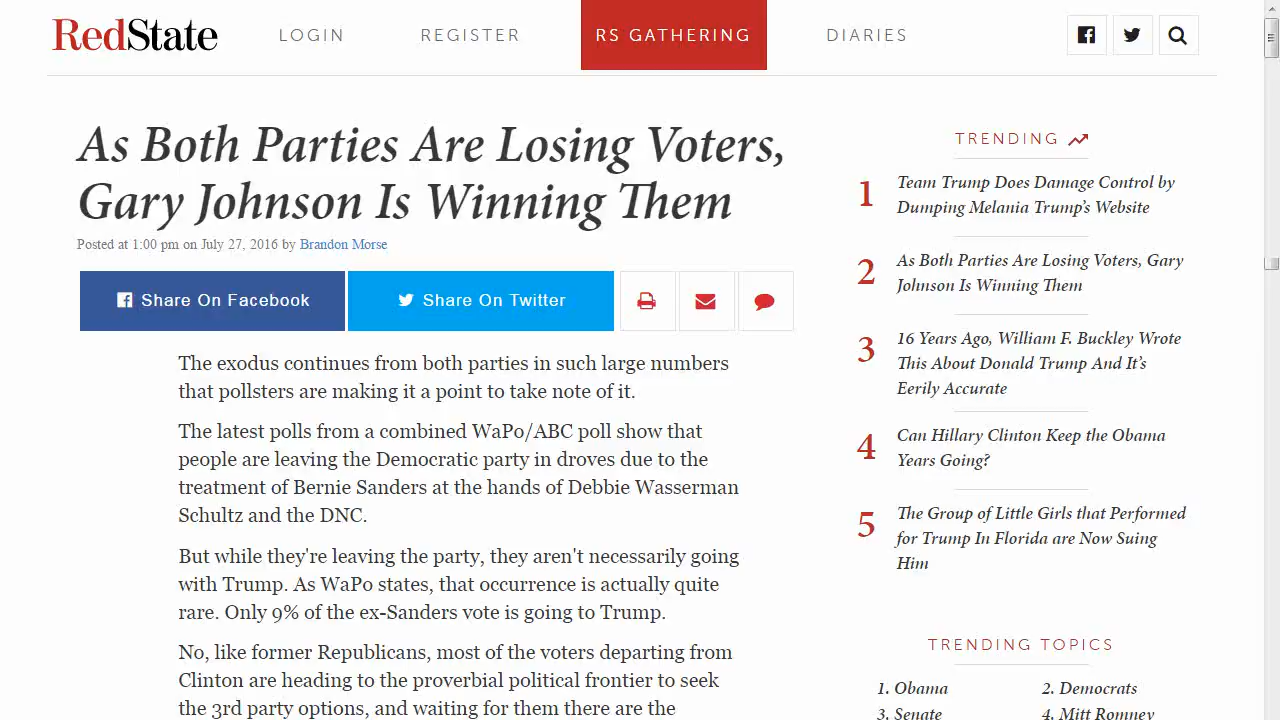 RedState
LOGIN
REGISTER
RS GATHERING
DIARIES
As Both Parties Are Losing Voters,
Gary Johnson Is Winning Them
Posted at 1:00 pm on July 27, 2016 by Brandon Morse
Share On Facebook
Share On Twitter
The exodus continues from both parties in such large numbers
that pollsters are making it a point to take note of it.
The latest polls from a combined WaPo/ABC poll show that
people are leaving the Democratic party in droves due to the
treatment of Bernie Sanders at the hands of Debbie Wasserman
Schultz and the DNC.
But while they're leaving the party, they aren't necessarily going
with Trump. As WaPo states, that occurrence is actually quite
rare. Only 9% of the ex-Sanders vote is going to Trump.
No, like former Republicans, most of the voters departing from
Clinton are heading to the proverbial political frontier to seek
the 3rd party options, and waiting for them there are the
TRENDING
1 Team Trump Does Damage Control by
Dumping Melania Trump's Website
2 As Both Parties Are Losing Voters, Gary
Johnson Is Winning Them
3 16 Years Ago, William F. Buckley Wrote
This About Donald Trump And It's
Eerily Accurate
4 Can Hillary Clinton Keep the Obama
Years Going?
5 The Group of Little Girls that Performed
for Trump In Florida are Now Suing
Him
TRENDING TOPICS
1. Obama
2. Democrats
3. Senate
4. Mitt Romney